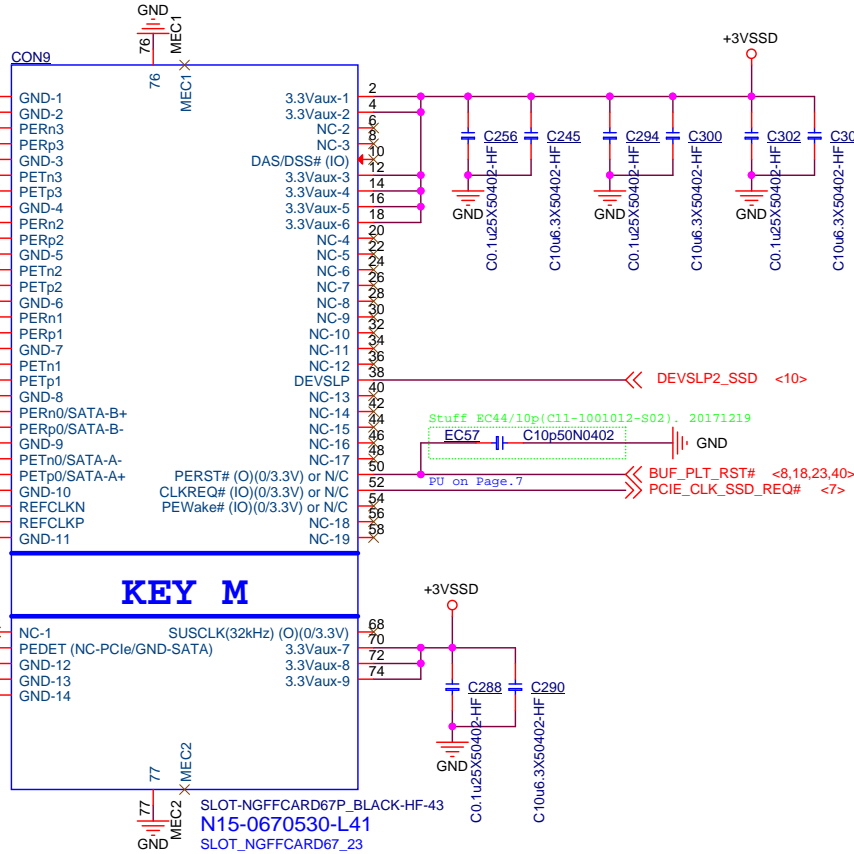 GND
76
MEC1
CON9
+3VSSD
76
MEC1
GND-1 3.3Vaux-1 2
GND-2 3.3Vaux-2 4
PERn3 NC-2 6
PERp3 NC-3 8
GND-3 DAS/DSS# (IO) 10
PETn3 3.3Vaux-3 12
PETp3 3.3Vaux-4 14
GND-4 3.3Vaux-5 16
PERn2 3.3Vaux-6 18
PERp2 NC-4 20
GND-5 NC-5 22
PETn2 NC-6 24
PETp2 NC-7 26
GND-6 NC-8 28
PERn1 NC-9 30
PERp1 NC-10 32
GND-7 NC-11 34
PETn1 NC-12 36
PETp1 DEVSLP 38
GND-8 NC-13 40
PERn0/SATA-B+ NC-14 42
PERp0/SATA-B- NC-15 44
GND-9 NC-16 46
PETn0/SATA-A- NC-17 48
PETp0/SATA-A+ PERST# (O)(0/3.3V) or N/C 50
GND-10 CLKREQ# (IO)(0/3.3V) or N/C 52
REFCLKN PEWake# (IO)(0/3.3V) or N/C 54
REFCLKP NC-18 56
GND-11 NC-19 58
C256 C245 C294 C300 C302 C30
C0.1u25X50402-HF
C10u6.3X50402-HF
C0.1u25X50402-HF
C10u6.3X50402-HF
C0.1u25X50402-HF
C10u6.3X50402-HF
GND GND GND
DEVSLP2_SSD <10>
Stuff EC44/10p(C11-1001012-S02). 20171219
EC57 C10p50N0402
GND
BUF_PLT_RST# <8,18,23,40>
PU on Page.7
PCIE_CLK_SSD_REQ# <7>
KEY M
+3VSSD
NC-1 SUSCLK(32kHz) (O)(0/3.3V) 68
PEDET (NC-PCIe/GND-SATA) 3.3Vaux-7 70
GND-12 3.3Vaux-8 72
GND-13 3.3Vaux-9 74
GND-14
C288 C290
C0.1u25X50402-HF
C10u6.3X50402-HF
GND
77
MEC2
77
MEC2
GND
SLOT-NGFFCARD67P_BLACK-HF-43
N15-0670530-L41
SLOT_NGFFCARD67_23